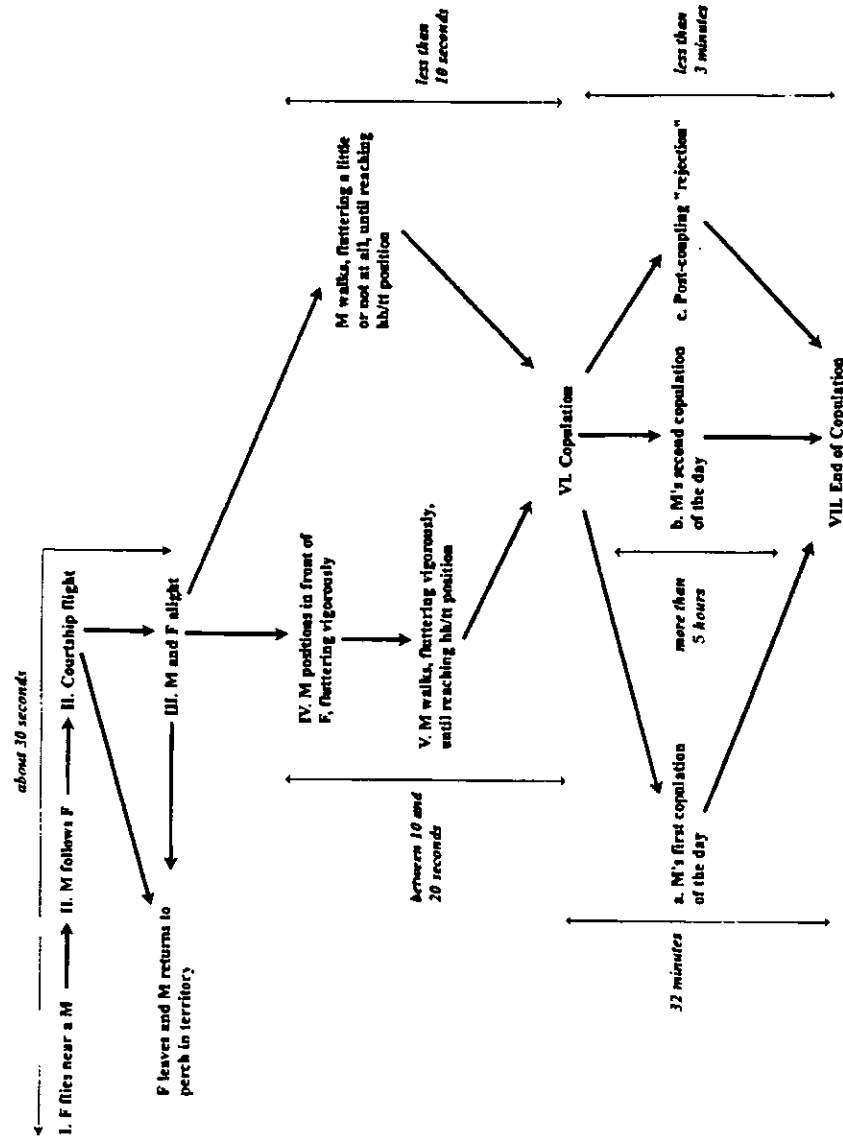 about 30 seconds
I. F flies near a M
II. M follows F
II. Courtship flight
F leaves and M returns to
perch in territory
III. M and F alight
IV. M positions in front of
F, fluttering vigorously
M walks, fluttering a little
or not at all, until reaching
hh/tt position
V. M walks, fluttering vigorously,
until reaching hh/tt position
between 10 and
20 seconds
less than
10 seconds
VI. Copulation
32 minutes
a. M's first copulation
of the day
more than
5 hours
b. M's second copulation
of the day
c. Post-coupling "rejection"
less than
3 minutes
VII. End of Copulation